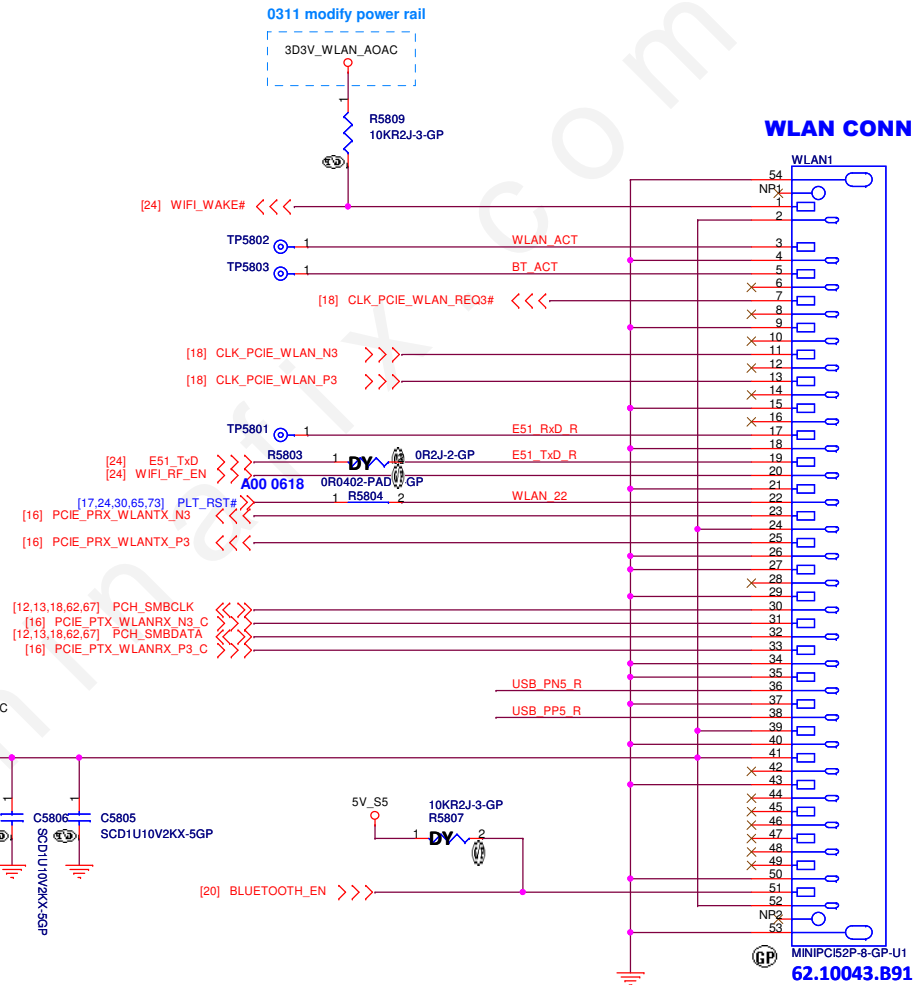 0311 modify power rail
3D3V_WLAN_AOAC
1
R5809
10KR2J-3-GP
WLAN CONN
WLAN1
54
NP1
[24] WIFI_WAKE#
1
2
TP5802 1 WLAN_ACT 3
4
TP5803 1 BT_ACT 5
6
[18] CLK_PCIE_WLAN_REQ3# 7
8
9
10
[18] CLK_PCIE_WLAN_N3 11
12
[18] CLK_PCIE_WLAN_P3 13
14
15
16
TP5801 1 E51_RxD_R 17
18
R5803 0R2J-2-GP
[24] E51_TxD 1 DY E51_TxD_R 19
[24] WIFI_RF_EN 20
A00 0618 0R0402-PAD GP
21
[17,24,30,65,73] PLT_RST# 1 R5804 2 WLAN_22 22
[16] PCIE_PRX_WLANTX_N3 23
24
[16] PCIE_PRX_WLANTX_P3 25
26
27
28
29
[12,13,18,62,67] PCH_SMBCLK 30
[16] PCIE_PTX_WLANRX_N3_C 31
[12,13,18,62,67] PCH_SMBDATA 32
[16] PCIE_PTX_WLANRX_P3_C 33
34
35
USB_PN5_R 36
37
USB_PP5_R 38
C
39
40
41
42
43
44
1 C5806 SCD1U10V2KX-5GP
1 C5805
SCD1U10V2KX-5GP
5V_S5
10KR2J-3-GP
R5807
1 DY 2
45
46
47
48
49
50
[20] BLUETOOTH_EN 51
52
NP2
53
GP
MINIPCI52P-8-GP-U1
62.10043.B91